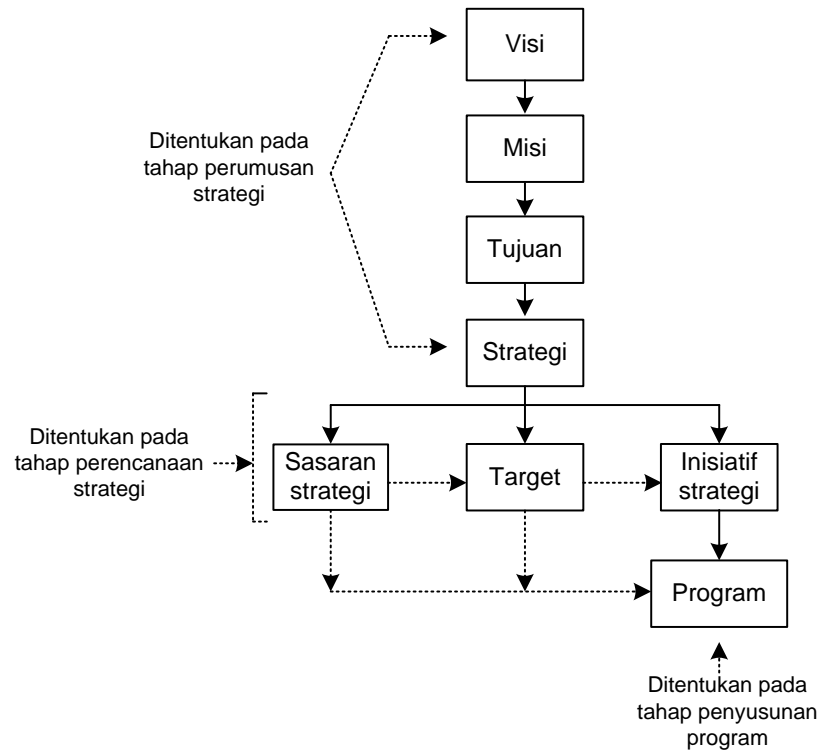 Visi
Misi
Ditentukan pada
tahap perumusan
strategi
Tujuan
Strategi
Ditentukan pada
tahap perencanaan
strategi
Sasaran
strategi
Target
Inisiatif
strategi
Program
Ditentukan pada
tahap penyusunan
program